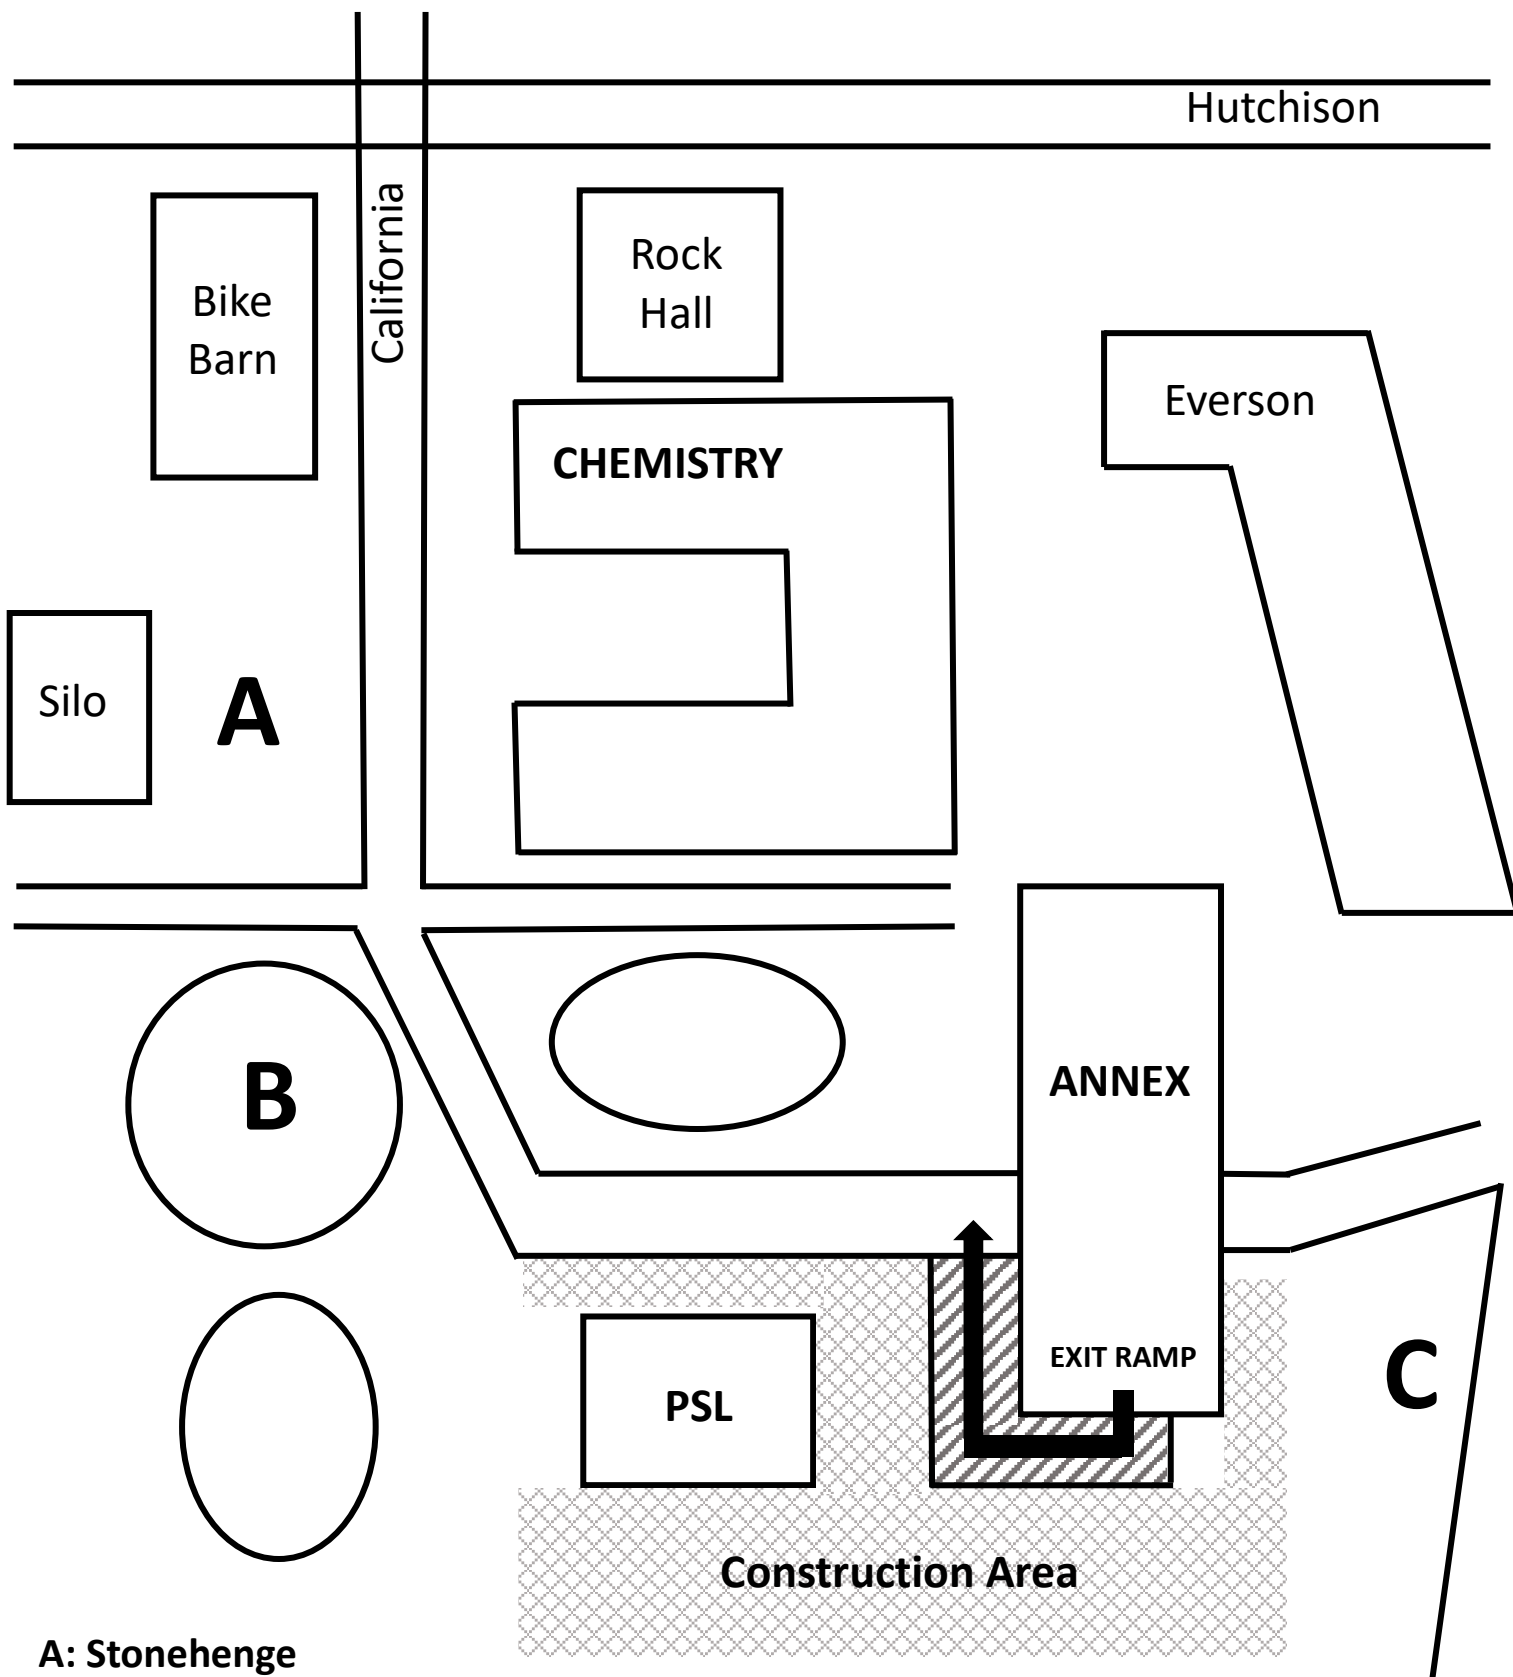 Hutchison
California
Rock
Hall
Bike
Barn
Everson
CHEMISTRY
Silo
A
B
ANNEX
EXIT RAMP
C
PSL
Construction Area
A: Stonehenge